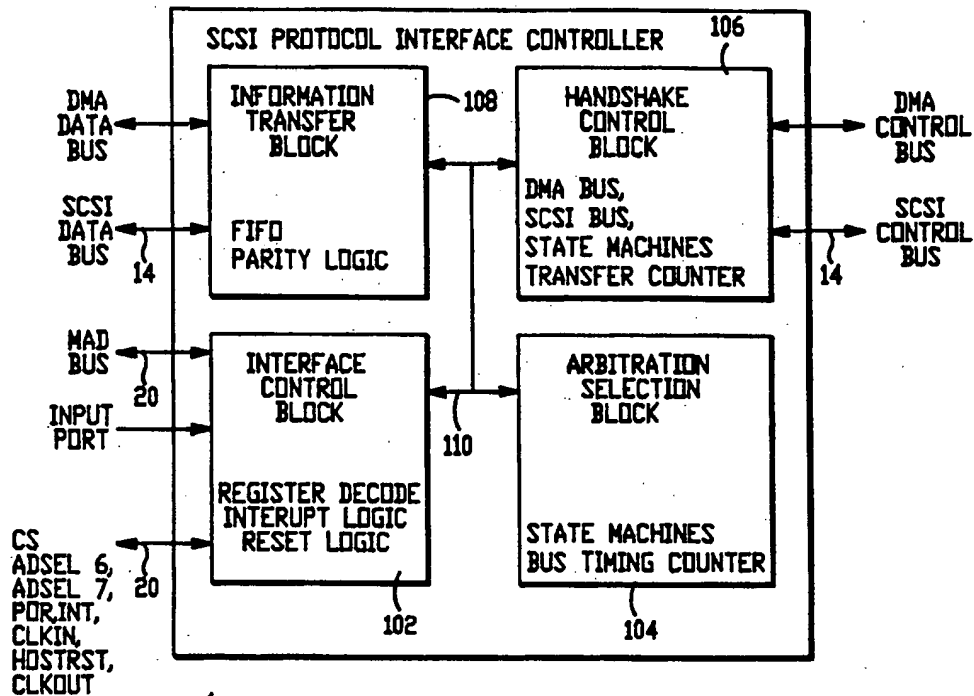 SCSI PROTOCOL INTERFACE CONTROLLER
106
INFORMATION
TRANSFER
BLOCK
108
FIFO
PARITY LOGIC
HANDSHAKE
CONTROL
BLOCK
DMA BUS,
SCSI BUS,
STATE MACHINES
TRANSFER COUNTER
DMA
DATA
BUS
SCSI
DATA
BUS
14
DMA
CONTROL
BUS
SCSI
CONTROL
BUS
14
MAD
BUS
20
INPUT
PORT
INTERFACE
CONTROL
BLOCK
REGISTER DECODE
INTERUPT LOGIC
RESET LOGIC
110
102
ARBITRATION
SELECTION
BLOCK
STATE MACHINES
BUS TIMING COUNTER
104
CS
ADSEL 6,
ADSEL 7,
POR,INT,
CLKIN,
HOSTRST,
CLKOUT
20